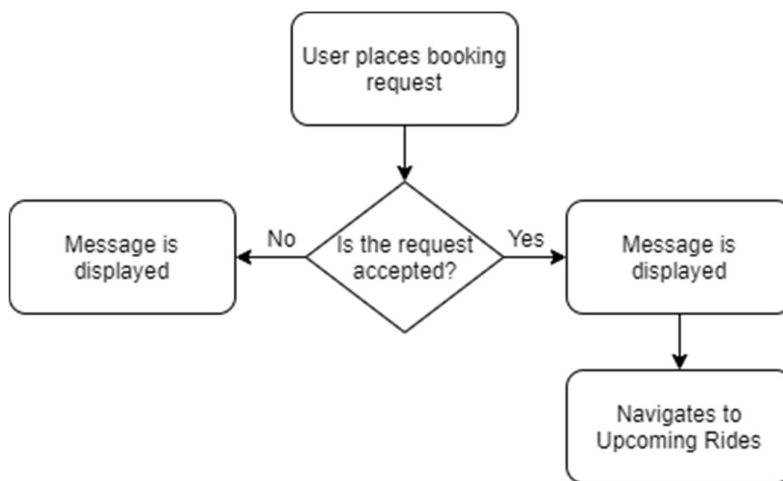 User places booking
request
No
Is the request
accepted?
Yes
Message is
displayed
Message is
displayed
Navigates to
Upcoming Rides